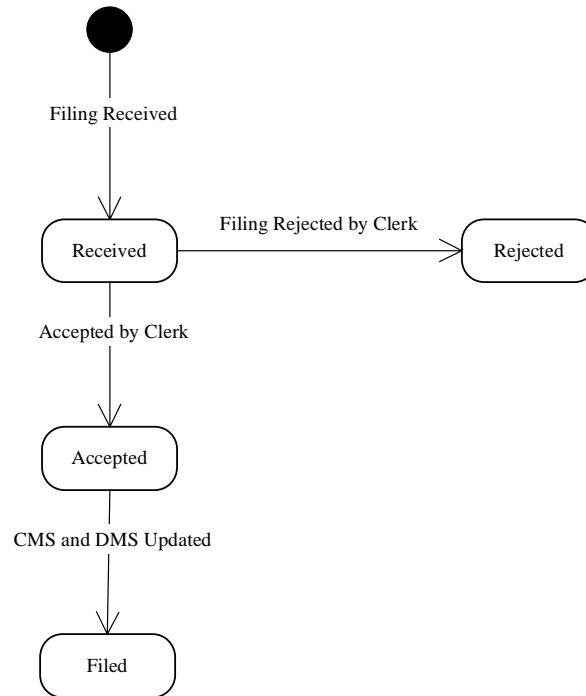 Filing Received
Filing Rejected by Clerk
Received
Rejected
Accepted by Clerk
Accepted
CMS and DMS Updated
Filed